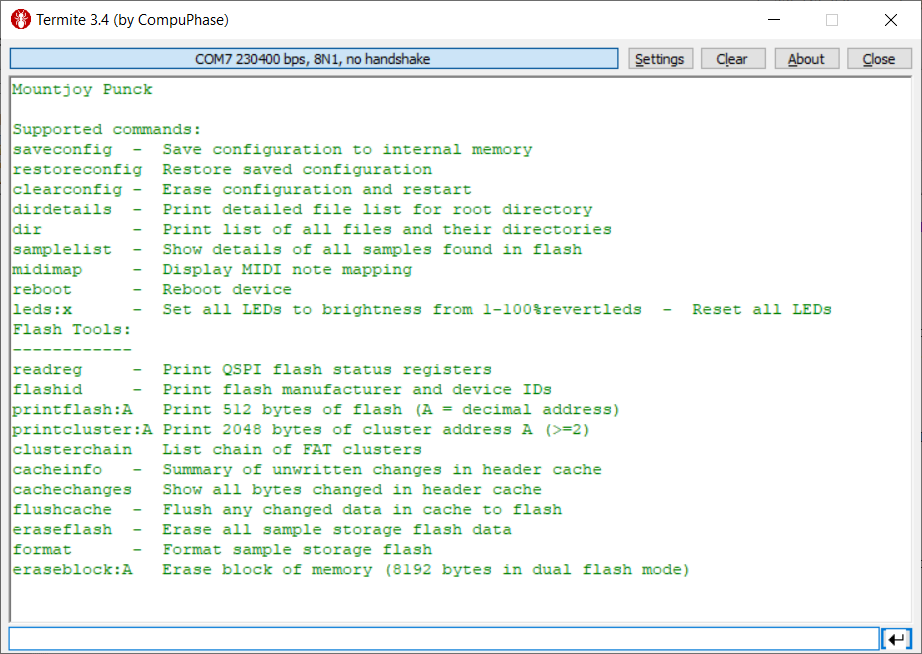 Termite 3.4 (by CompuPhase)
COM7 230400 bps, 8N1, no handshake
Settings
Clear
About
Close
Mountjoy Punck
Supported commands:
saveconfig  -  Save configuration to internal memory
restoreconfig  Restore saved configuration
clearconfig -  Erase configuration and restart
dirdetails  -  Print detailed file list for root directory
dir         -  Print list of all files and their directories
samplelist  -  Show details of all samples found in flash
midimap     -  Display MIDI note mapping
reboot      -  Reboot device
leds:x      -  Set all LEDs to brightness from 1-100%revertleds  -  Reset all LEDs
Flash Tools:
------------
readreg     -  Print QSPI flash status registers
flashid     -  Print flash manufacturer and device IDs
printflash:A   Print 512 bytes of flash (A = decimal address)
printcluster:A Print 2048 bytes of cluster address A (>=2)
clusterchain   List chain of FAT clusters
cacheinfo   -  Summary of unwritten changes in header cache
cachechanges   Show all bytes changed in header cache
flushcache  -  Flush any changed data in cache to flash
eraseflash  -  Erase all sample storage flash data
format      -  Format sample storage flash
eraseblock:A   Erase block of memory (8192 bytes in dual flash mode)